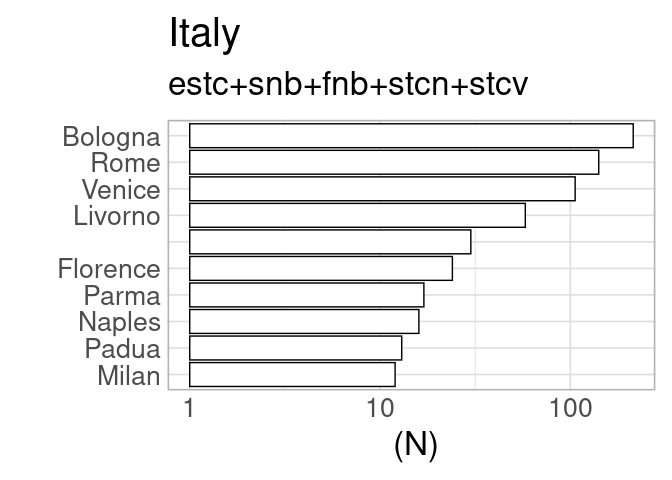 Italy
estc+snb+fnb+stcn+stcv
Bologna
Rome
Venice
Livorno
Florence
Parma
Naples
Padua
Milan
1 10 100
(N)